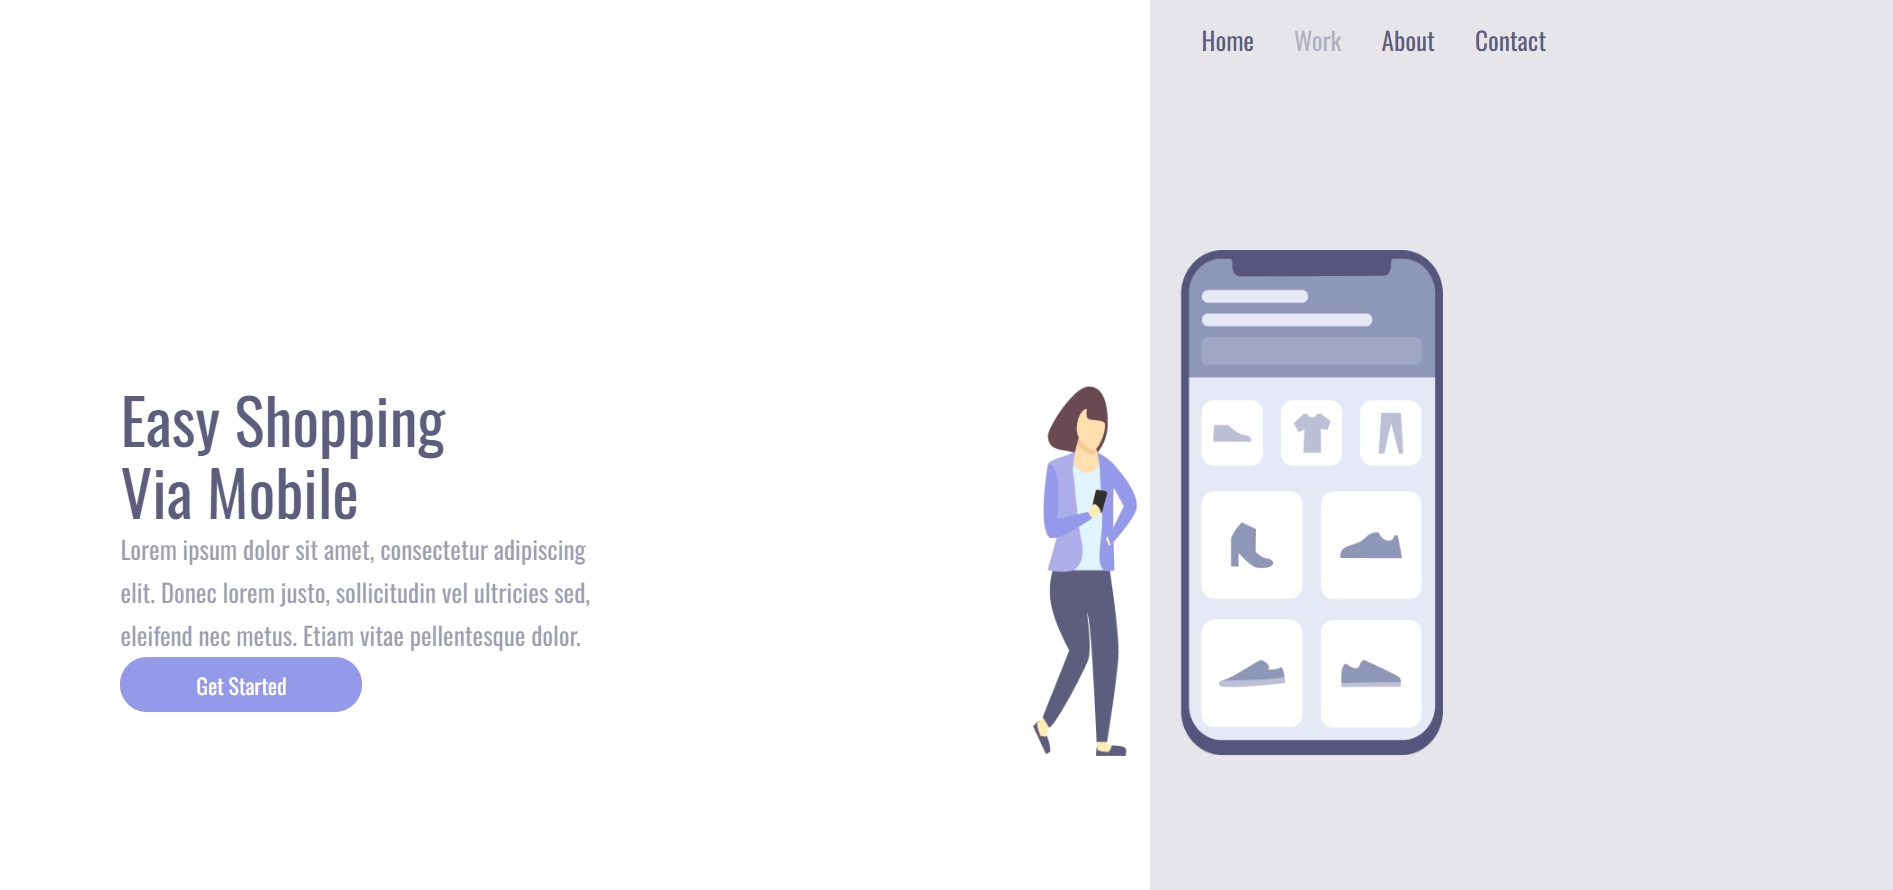 Home Work About Contact
Easy Shopping
Via Mobile
Lorem ipsum dolor sit amet, consectetur adipiscing
elit. Donec lorem justo, sollicitudin vel ultricies sed,
eleifend nec metus. Etiam vitae pellentesque dolor.
Get Started